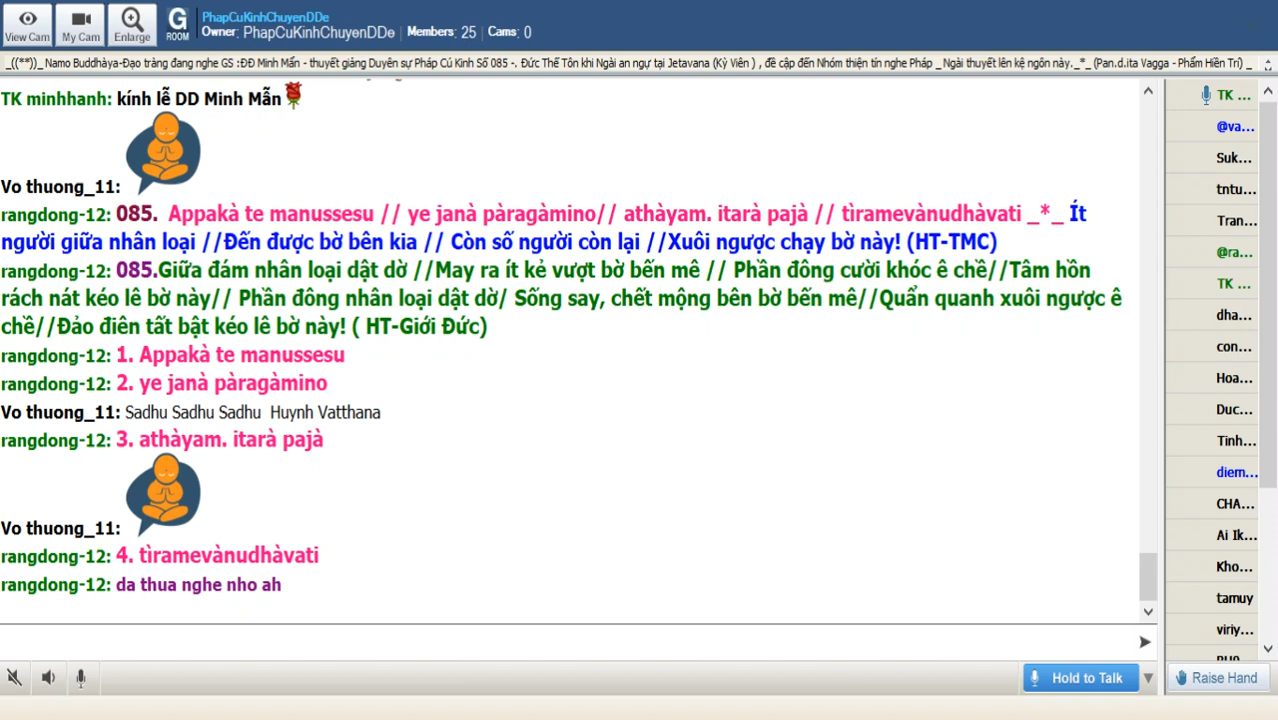 View Cam
My Cam
Enlarge
G
ROOM
PhapCuKinhChuyenDDe
Owner: PhapCuKinhChuyenDDe Members: 25 Cams: 0
_((**))_ Namo Buddhàya-Đạo tràng đang nghe GS :ĐĐ Minh Mẩn - thuyết giảng Duyên sự Pháp Cú Kinh Số 085 -. Đức Thế Tôn khi Ngài an ngự tại Jetavana (Kỳ Viên ) , đề cập đến Nhóm thiện tín nghe Pháp _ Ngài thuyết lên kệ ngôn này._*_ (Pan.d.ita Vagga - Phẩm Hiền Trí) _
TK minhhanh: kính lễ DD Minh Mẫn
Vo thuong_11:
rangdong-12: 085. Appakà te manussesu // ye janà pàragàmino// athàyam. itarà pajà // tìramevànudhàvati _*_ Ít
người giữa nhân loại //Đến được bờ bên kia // Còn số người còn lại //Xuôi ngược chạy bờ này! (HT-TMC)
rangdong-12: 085.Giữa đám nhân loại dật dờ //May ra ít kẻ vượt bờ bến mê // Phần đông cười khóc ê chề//Tâm hồn
rách nát kéo lê bờ này// Phần đông nhân loại dật dờ/ Sống say, chết mộng bên bờ bến mê//Quẩn quanh xuôi ngược ê
chề//Đảo điên tất bật kéo lê bờ này! ( HT-Giới Đức)
rangdong-12: 1. Appakà te manussesu
rangdong-12: 2. ye janà pàragàmino
Vo thuong_11: Sadhu Sadhu Sadhu Huynh Vatthana
rangdong-12: 3. athàyam. itarà pajà
Vo thuong_11:
rangdong-12: 4. tìramevànudhàvati
rangdong-12: da thua nghe nho ah
TK ...
@va...
Suk...
tntu...
Tran...
@ra...
TK ...
dha...
con...
Hoa...
Duc...
Tinh...
diem...
CHA...
Ai Ik...
Kho...
tamuy
viriy...
Hold to Talk
Raise Hand